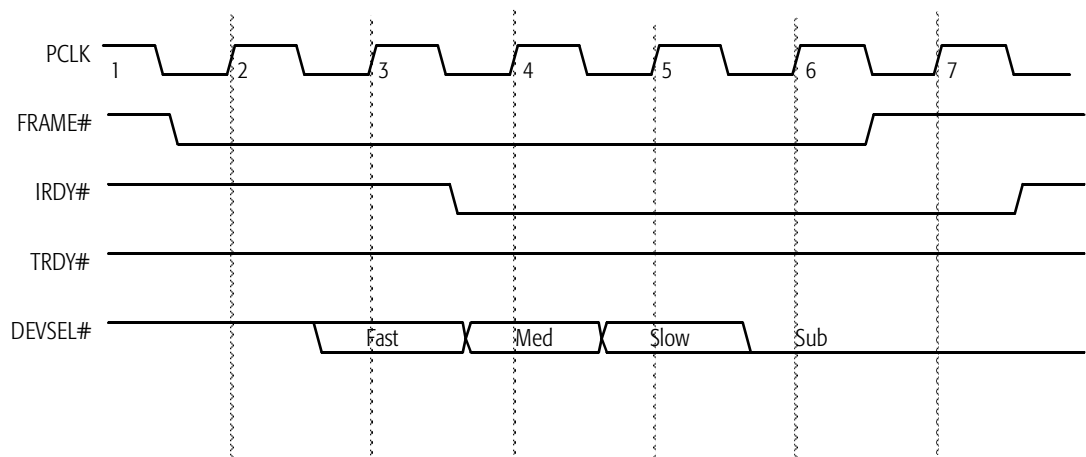 PCLK
1 2 3 4 5 6 7
FRAME#
IRDY#
TRDY#
DEVSEL#
Fast Med Slow Sub